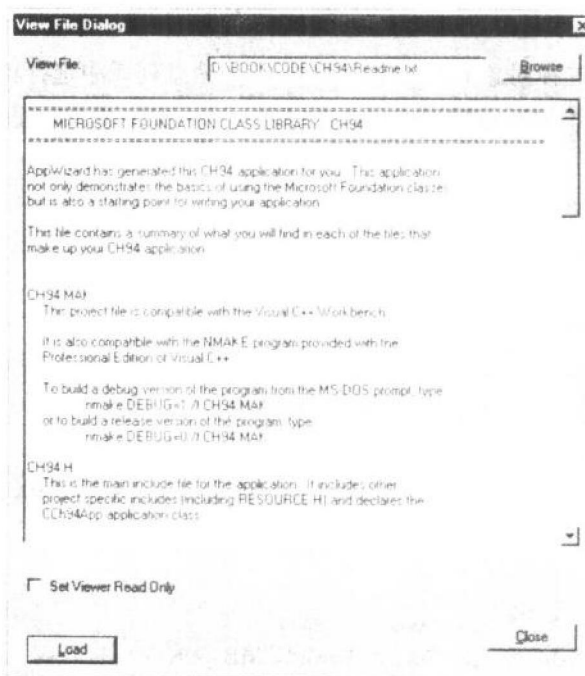 View File Dialog
View File: D:\BOOK\CODE\CH94\Readme.txt Browse
MICROSOFT FOUNDATION CLASS LIBRARY : CH94
AppWizard has generated this CH94 application for you. This application
not only demonstrates the basics of using the Microsoft Foundation classes
but is also a starting point for writing your application.
This file contains a summary of what you will find in each of the files that
make up your CH94 application.
CH94.MAK
This project file is compatible with the Visual C++ Workbench.
It is also compatible with the NMAKE program provided with the
Professional Edition of Visual C++.
To build a debug version of the program from the MS-DOS prompt, type
nmake DEBUG=1 /f CH94.MAK
or to build a release version of the program, type
nmake DEBUG=0 /f CH94.MAK
CH94.H
This is the main include file for the application. It includes other
project specific includes (including RESOURCE.H) and declares the
CCh94App application class.
Set Viewer Read Only
Load Close